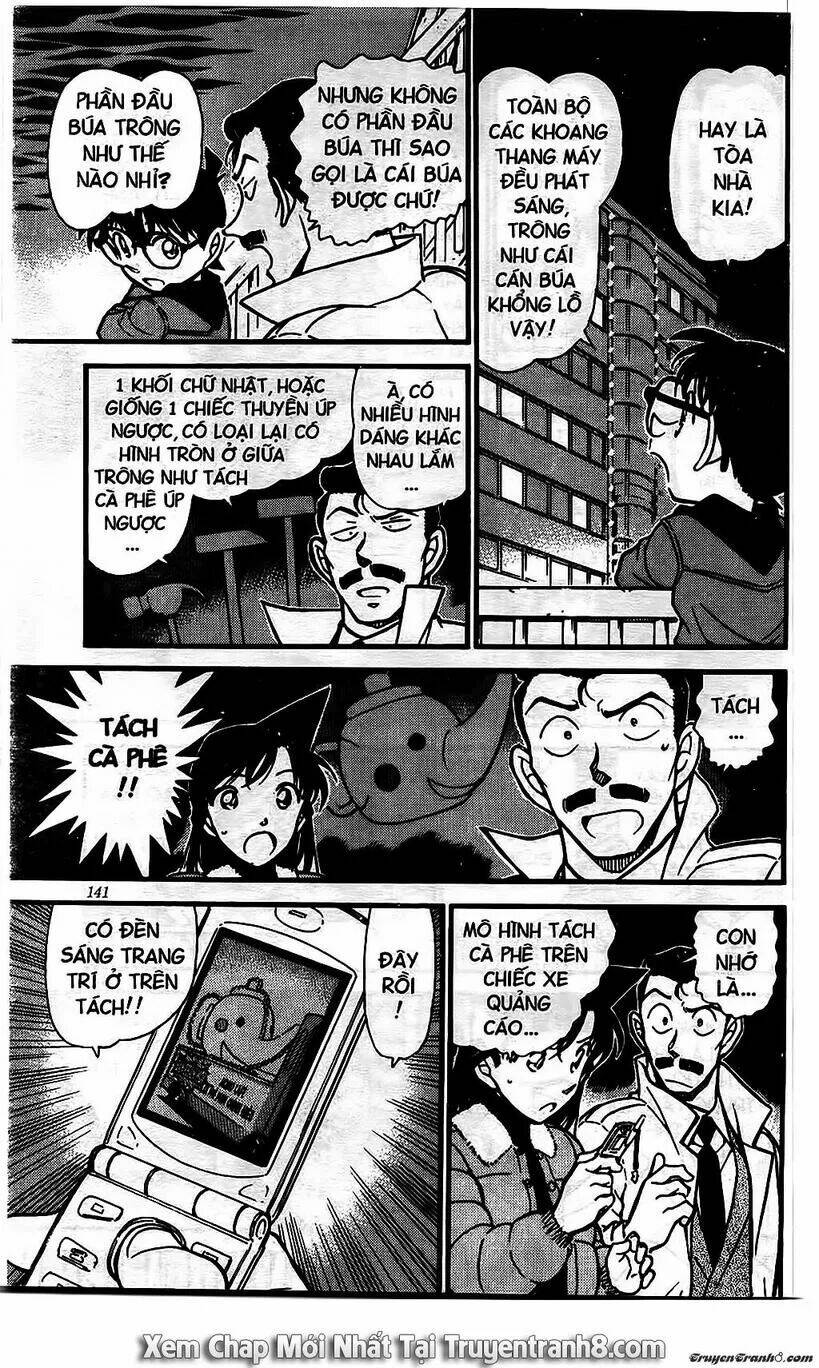 HAY LÀ
TÒA
NHÀ
KIA!
TOÀN BỘ
CÁC KHOANG
THANG MÁY
ĐỀU PHÁT
SÁNG,
TRÔNG
NHƯ CÁI
CÁN BÚA
KHỔNG LỒ
VẬY!
NHƯNG KHÔNG
CÓ PHẦN ĐẦU
BÚA THÌ SAO
GỌI LÀ CÁI BÚA
ĐƯỢC CHỨ!
PHẦN ĐẦU
BÚA TRÔNG
NHƯ THẾ
NÀO NHỈ?
À, CÓ
NHIỀU HÌNH
DÁNG KHÁC
NHAU LẮM
...
1 KHỐI CHỮ NHẬT, HOẶC
GIỐNG 1 CHIẾC THUYỀN ÚP
NGƯỢC, CÓ LOẠI LẠI CÓ
HÌNH TRÒN Ở GIỮA
TRÔNG NHƯ TÁCH
CÀ PHÊ ÚP
NGƯỢC
...
TÁCH
...
TÁCH
CÀ PHÊ
!!
141
CON
NHỚ
LÀ...
MÔ HÌNH TÁCH
CÀ PHÊ TRÊN
CHIẾC XE
QUẢNG
CÁO...
ĐÂY
RỒI
!
CÓ ĐÈN
SÁNG TRANG
TRÍ Ở TRÊN
TÁCH!!
Xem Chap Mới Nhất Tại Truyentranh8.com
TruyenTranh8.com